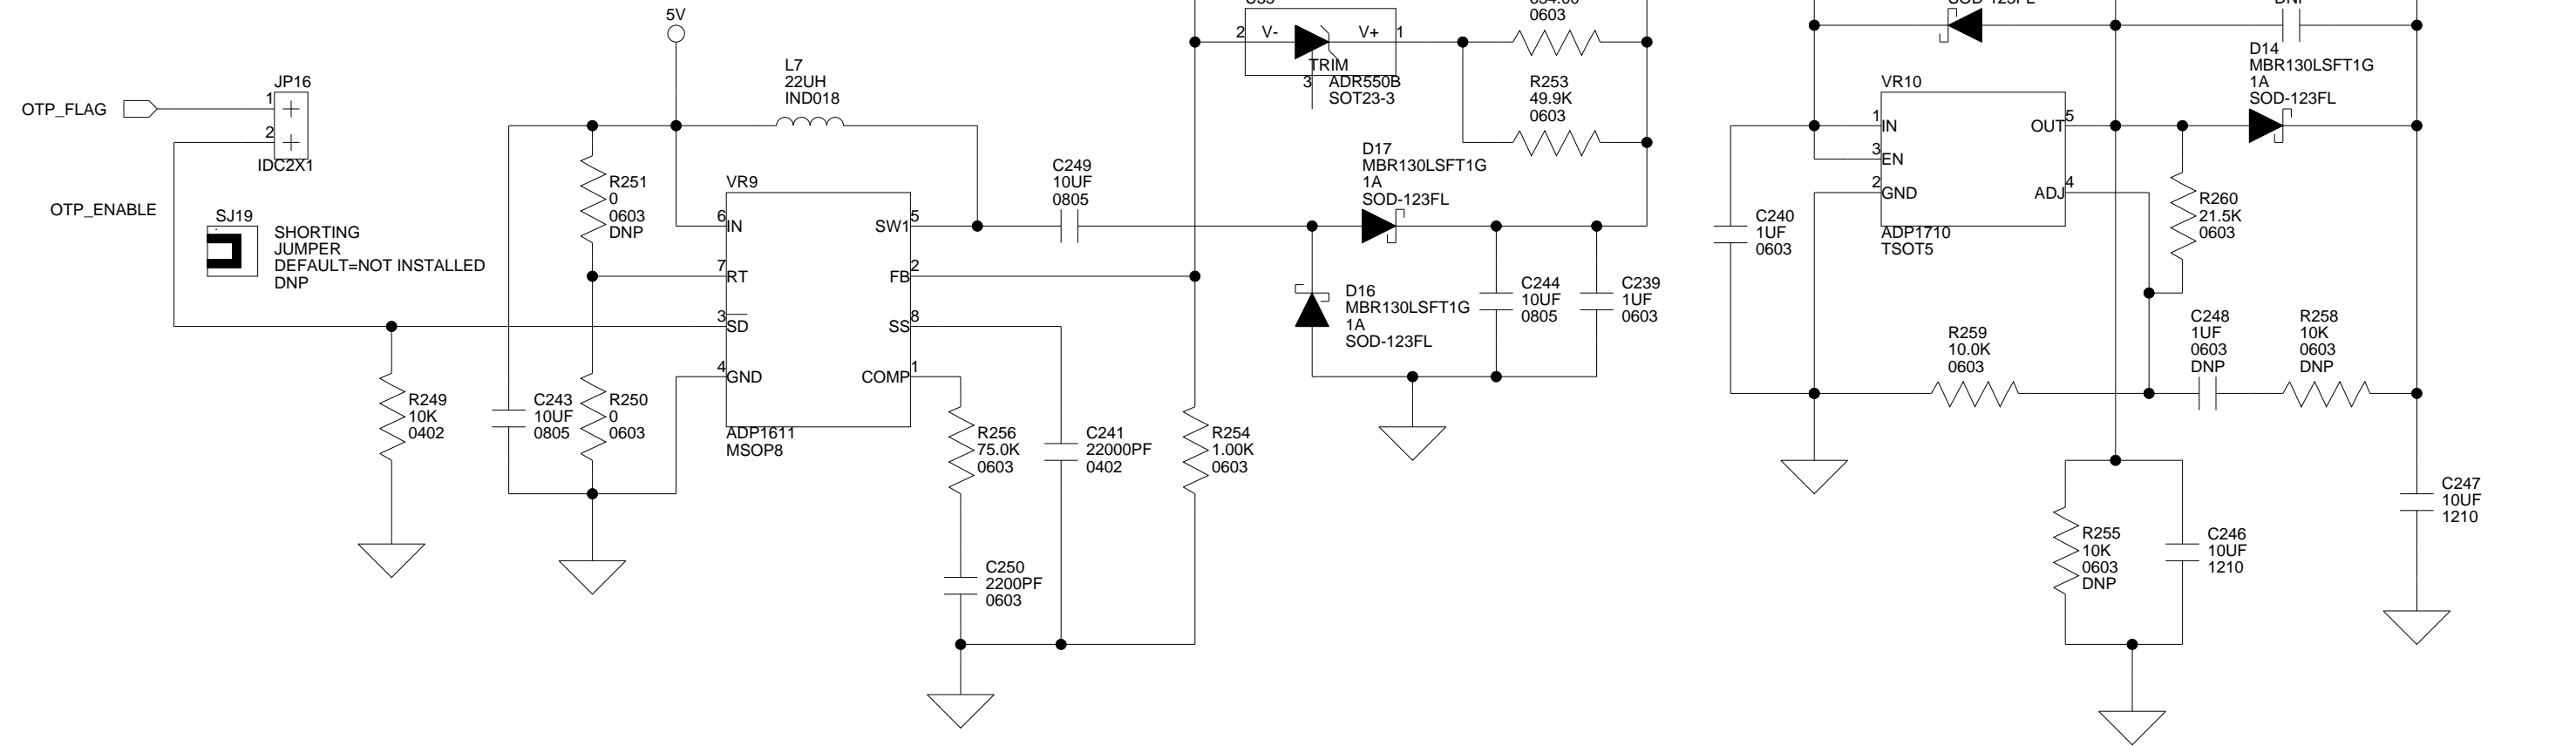 5V
OTP_FLAG
JP16
1
2
IDC2X1
OTP_ENABLE
SJ19
SHORTING
JUMPER
DEFAULT=NOT INSTALLED
DNP
R249
10K
0402
C243
10UF
0805
R251
0
0603
DNP
R250
0
0603
L7
22UH
IND018
VR9
6
IN
7
RT
3
SD
4
GND
SW1
5
FB
2
SS
8
COMP
1
ADP1611
MSOP8
R256
75.0K
0603
C250
2200PF
0603
C241
22000PF
0402
R254
1.00K
0603
C249
10UF
0805
2
V-
V+
1
TRIM
3
ADR550B
SOT23-3
0603
R253
49.9K
0603
D17
MBR130LSFT1G
1A
SOD-123FL
D16
MBR130LSFT1G
1A
SOD-123FL
C244
10UF
0805
C239
1UF
0603
SOD-123FL
DNP
D14
MBR130LSFT1G
1A
SOD-123FL
VR10
1
IN
3
EN
2
GND
OUT
5
ADJ
4
ADP1710
TSOT5
C240
1UF
0603
R260
21.5K
0603
R259
10.0K
0603
C248
1UF
0603
DNP
R258
10K
0603
DNP
R255
10K
0603
DNP
C246
10UF
1210
C247
10UF
1210